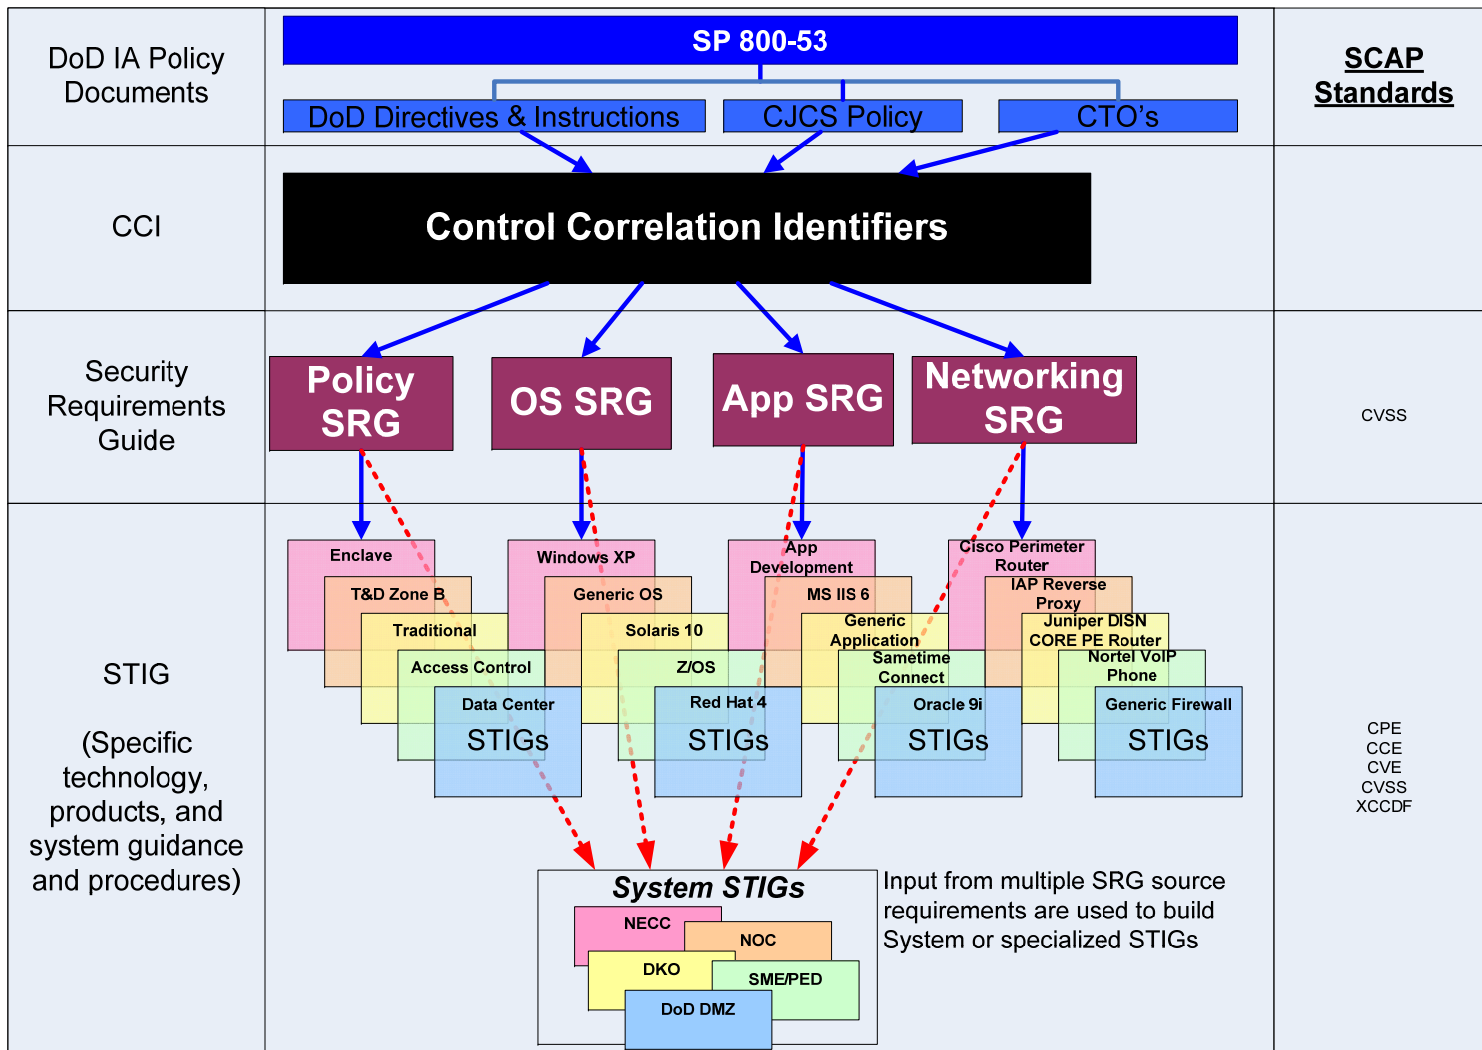 DoD IA Policy
Documents
SP 800-53
SCAP
Standards
DoD Directives & Instructions
CJCS Policy
CTO's
CCI
Control Correlation Identifiers
Security
Requirements
Guide
Policy
SRG
OS SRG
App SRG
Networking
SRG
CVSS
STIG
(Specific
technology,
products, and
system guidance
and procedures)
Enclave
T&D Zone B
Traditional
Access Control
Data Center
STIGs
Windows XP
Generic OS
Solaris 10
Z/OS
Red Hat 4
STIGs
App
Development
MS IIS 6
Generic
Application
Sametime
Connect
Oracle 9i
STIGs
Cisco Perimeter
Router
IAP Reverse
Proxy
Juniper DISN
CORE PE Router
Nortel VoIP
Phone
Generic Firewall
STIGs
CPE
CCE
CVE
CVSS
XCCDF
System STIGs
NECC
NOC
DKO
SME/PED
DoD DMZ
Input from multiple SRG source
requirements are used to build
System or specialized STIGs